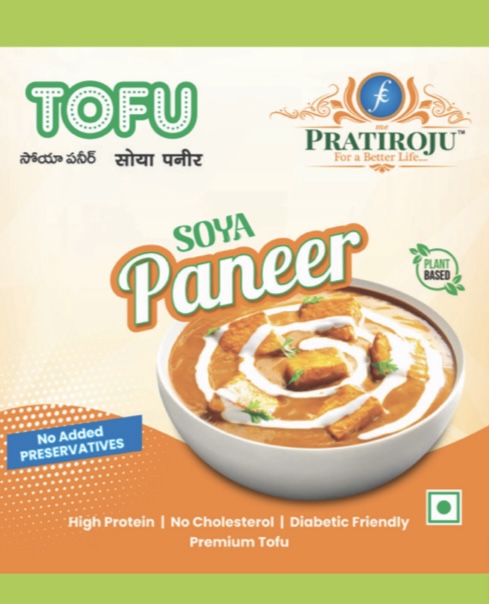 TOFU
సోయా పనీర్ सोया पनीर
me
PRATIROJU™
For a Better Life....
SOYA
Paneer
PLANT
BASED
No Added
PRESERVATIVES
High Protein | No Cholesterol | Diabetic Friendly
Premium Tofu